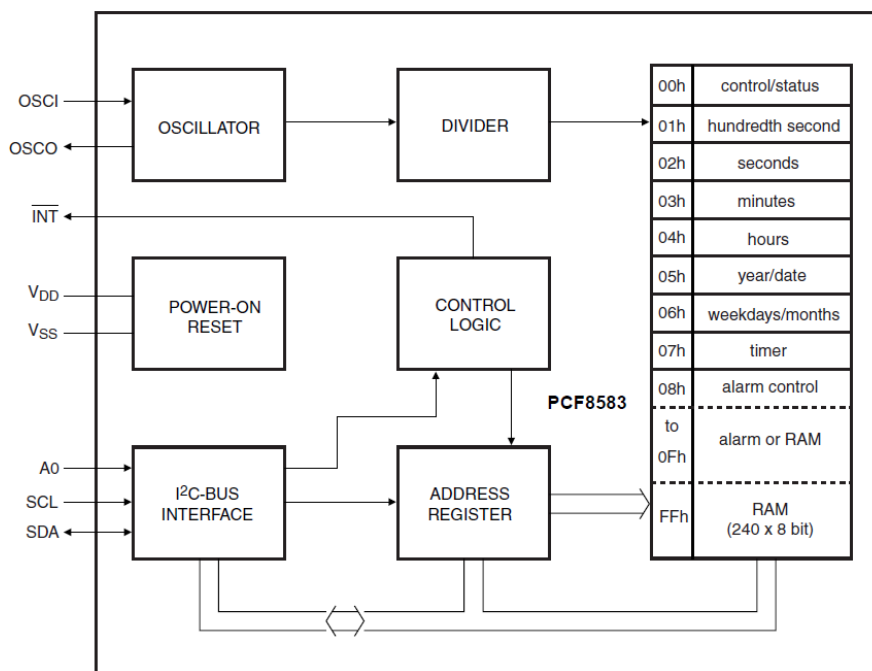 OSCI
OSCO
INT
VDD
VSS
A0
SCL
SDA
OSCILLATOR
DIVIDER
POWER-ON
RESET
CONTROL
LOGIC
PCF8583
I²C-BUS
INTERFACE
ADDRESS
REGISTER
00h control/status
01h hundredth second
02h seconds
03h minutes
04h hours
05h year/date
06h weekdays/months
07h timer
08h alarm control
to
0Fh
alarm or RAM
FFh
RAM
(240 x 8 bit)